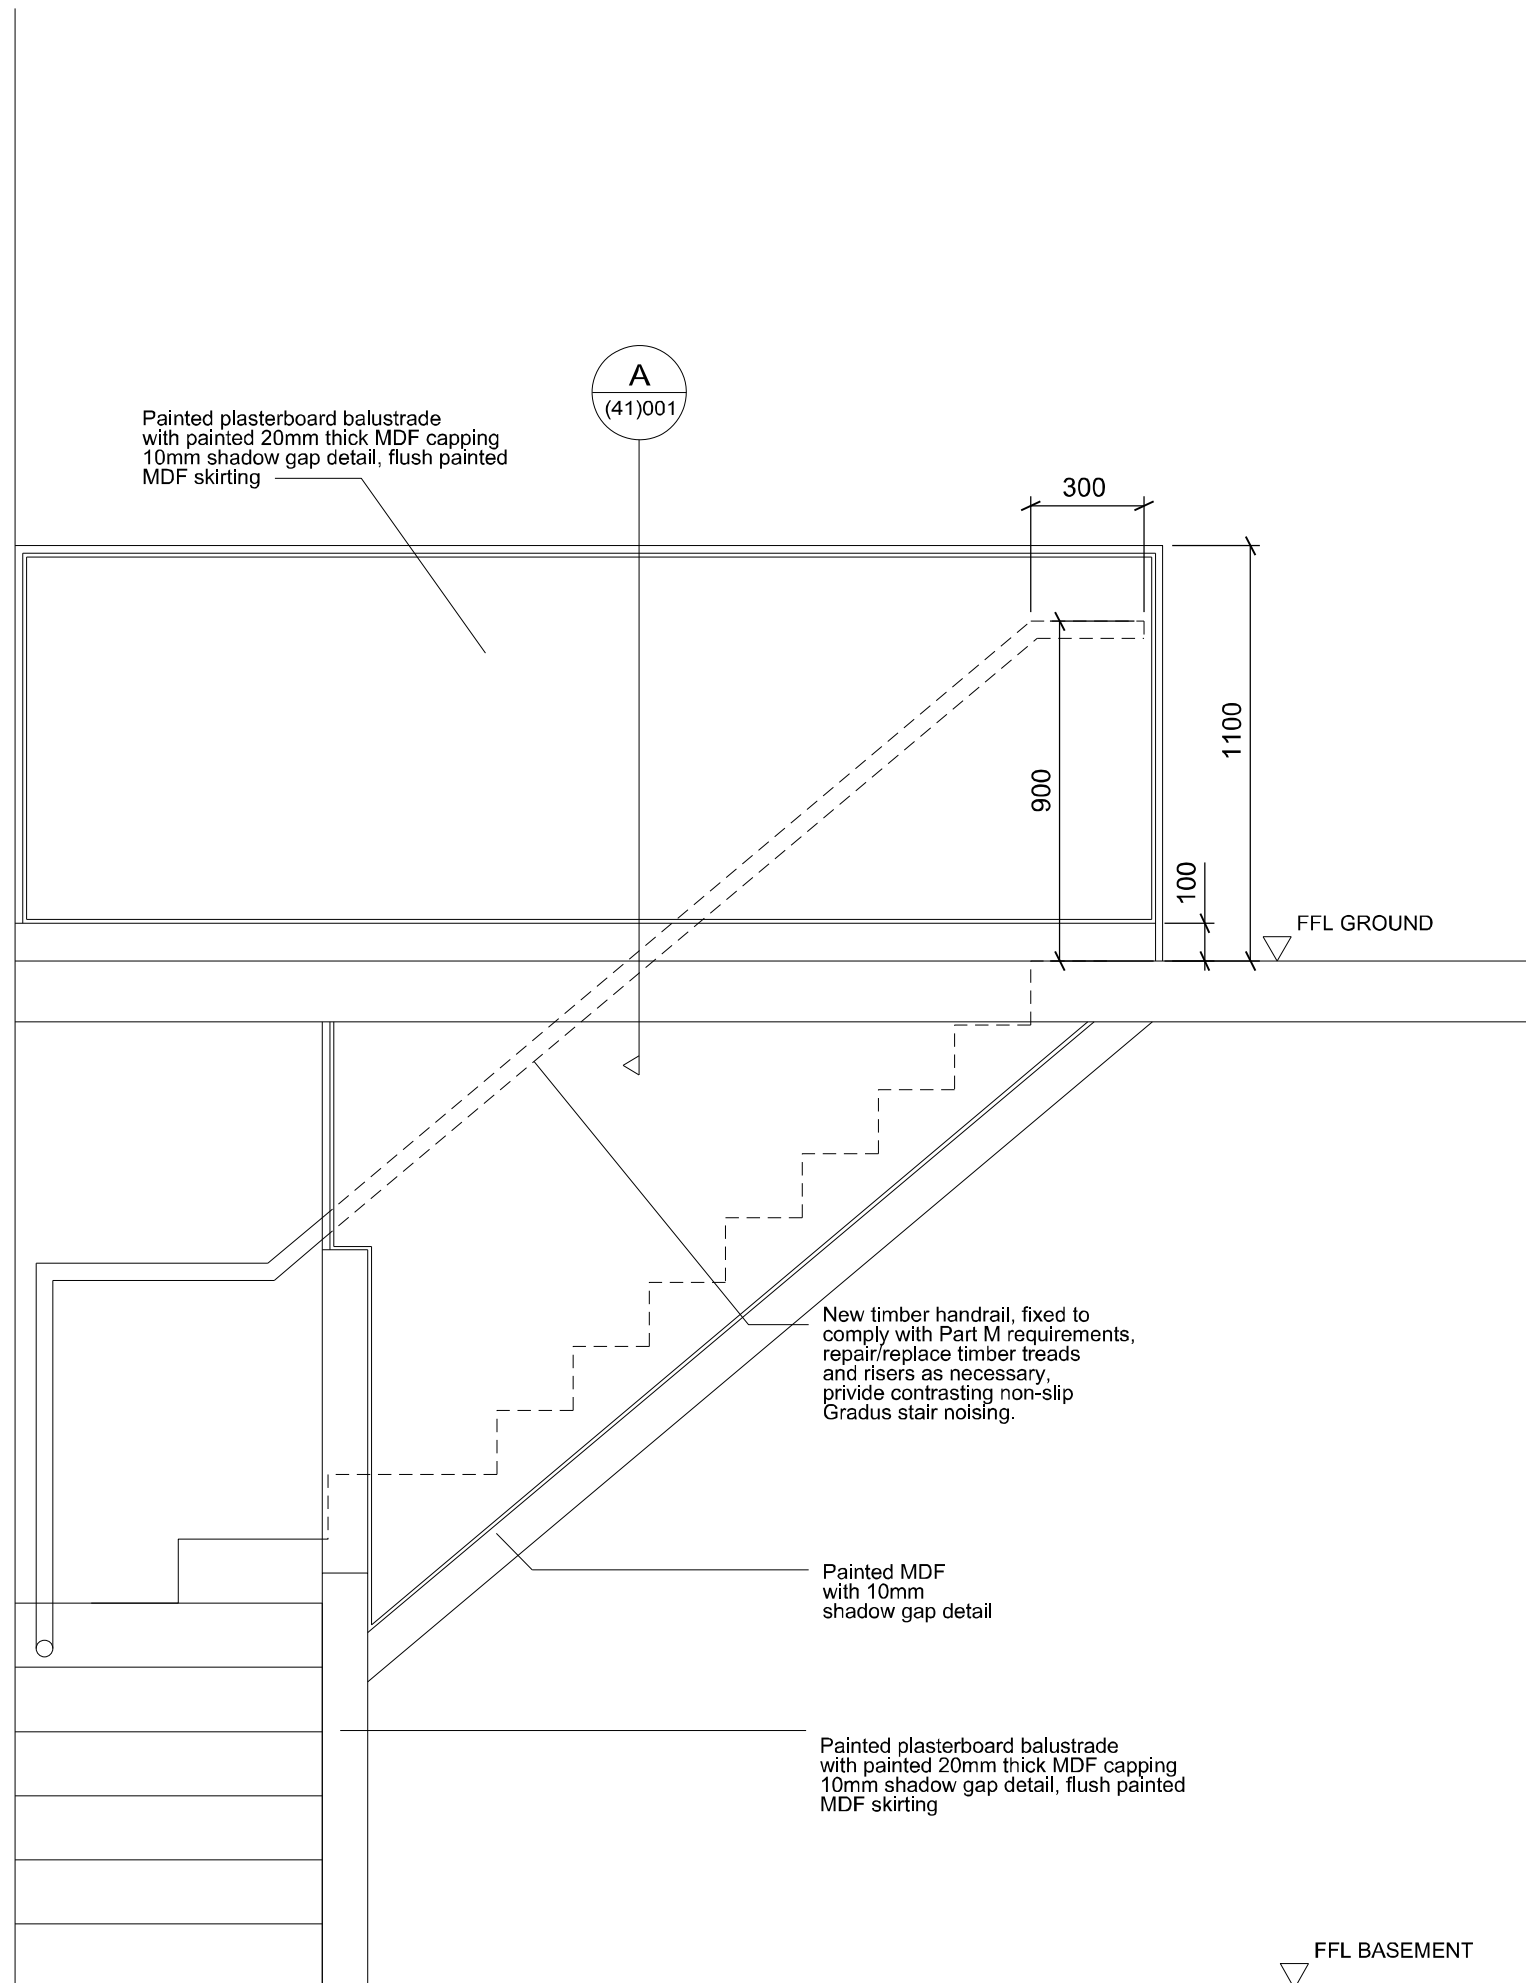 A
(41)001
Painted plasterboard balustrade
with painted 20mm thick MDF capping
10mm shadow gap detail, flush painted
MDF skirting
300
1100
900
100
FFL GROUND
New timber handrail, fixed to
comply with Part M requirements,
repair/replace timber treads
and risers as necessary,
privide contrasting non-slip
Gradus stair noising.
Painted MDF
with 10mm
shadow gap detail
Painted plasterboard balustrade
with painted 20mm thick MDF capping
10mm shadow gap detail, flush painted
MDF skirting
FFL BASEMENT